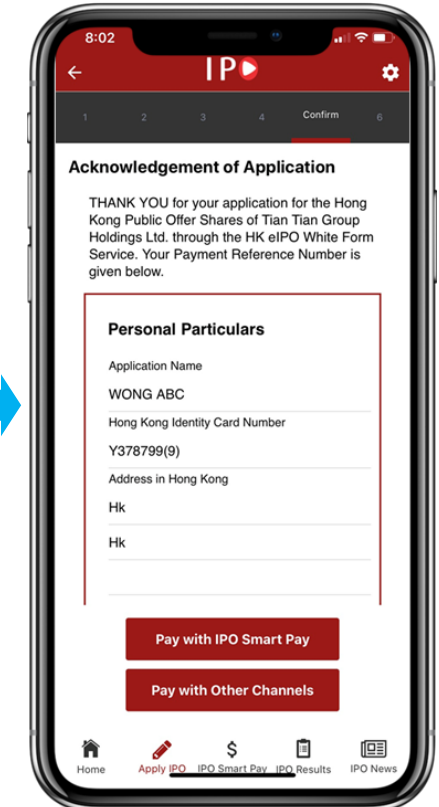 8:02
IPO
1 2 3 4 Confirm 6
Acknowledgement of Application
THANK YOU for your application for the Hong
Kong Public Offer Shares of Tian Tian Group
Holdings Ltd. through the HK eIPO White Form
Service. Your Payment Reference Number is
given below.
Personal Particulars
Application Name
WONG ABC
Hong Kong Identity Card Number
Y378799(9)
Address in Hong Kong
Hk
Hk
Pay with IPO Smart Pay
Pay with Other Channels
Home Apply IPO IPO Smart Pay IPO Results IPO News